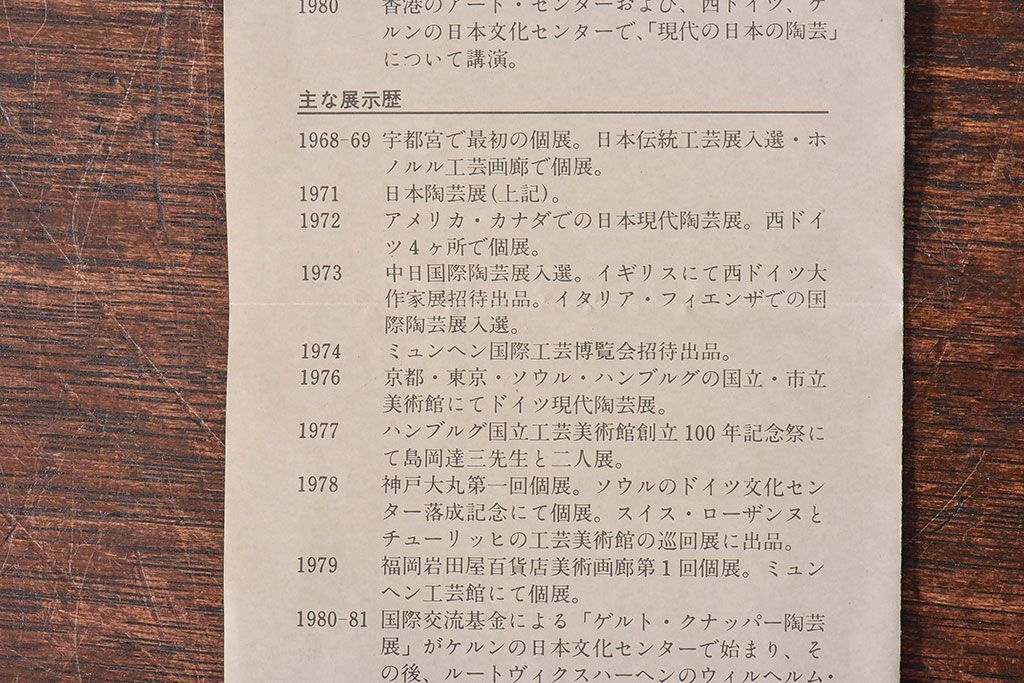 1980 香港のアート・センターおよび、西ドイツ、ケ
ルンの日本文化センターで、「現代の日本の陶芸」
について講演。
主な展示歴
1968-69 宇都宮で最初の個展。日本伝統工芸展入選・ホ
ノルル工芸画廊で個展。
1971 日本陶芸展(上記)。
1972 アメリカ・カナダでの日本現代陶芸展。西ドイ
ツ4ヶ所で個展。
1973 中日国際陶芸展入選。イギリスにて西ドイツ大
作家展招待出品。イタリア・フィエンザでの国
際陶芸展入選。
1974 ミュンヘン国際工芸博覧会招待出品。
1976 京都・東京・ソウル・ハンブルグの国立・市立
美術館にてドイツ現代陶芸展。
1977 ハンブルグ国立工芸美術館創立100年記念祭に
て島岡達三先生と二人展。
1978 神戸大丸第一回個展。ソウルのドイツ文化セン
ター落成記念にて個展。スイス・ローザンヌと
チューリッヒの工芸美術館の巡回展に出品。
1979 福岡岩田屋百貨店美術画廊第1回個展。ミュン
ヘン工芸館にて個展。
1980-81 国際交流基金による「ゲルト・クナッパー陶芸
展」がケルンの日本文化センターで始まり、そ
の後、ルートヴィクスハーヘンのウィルヘルム・